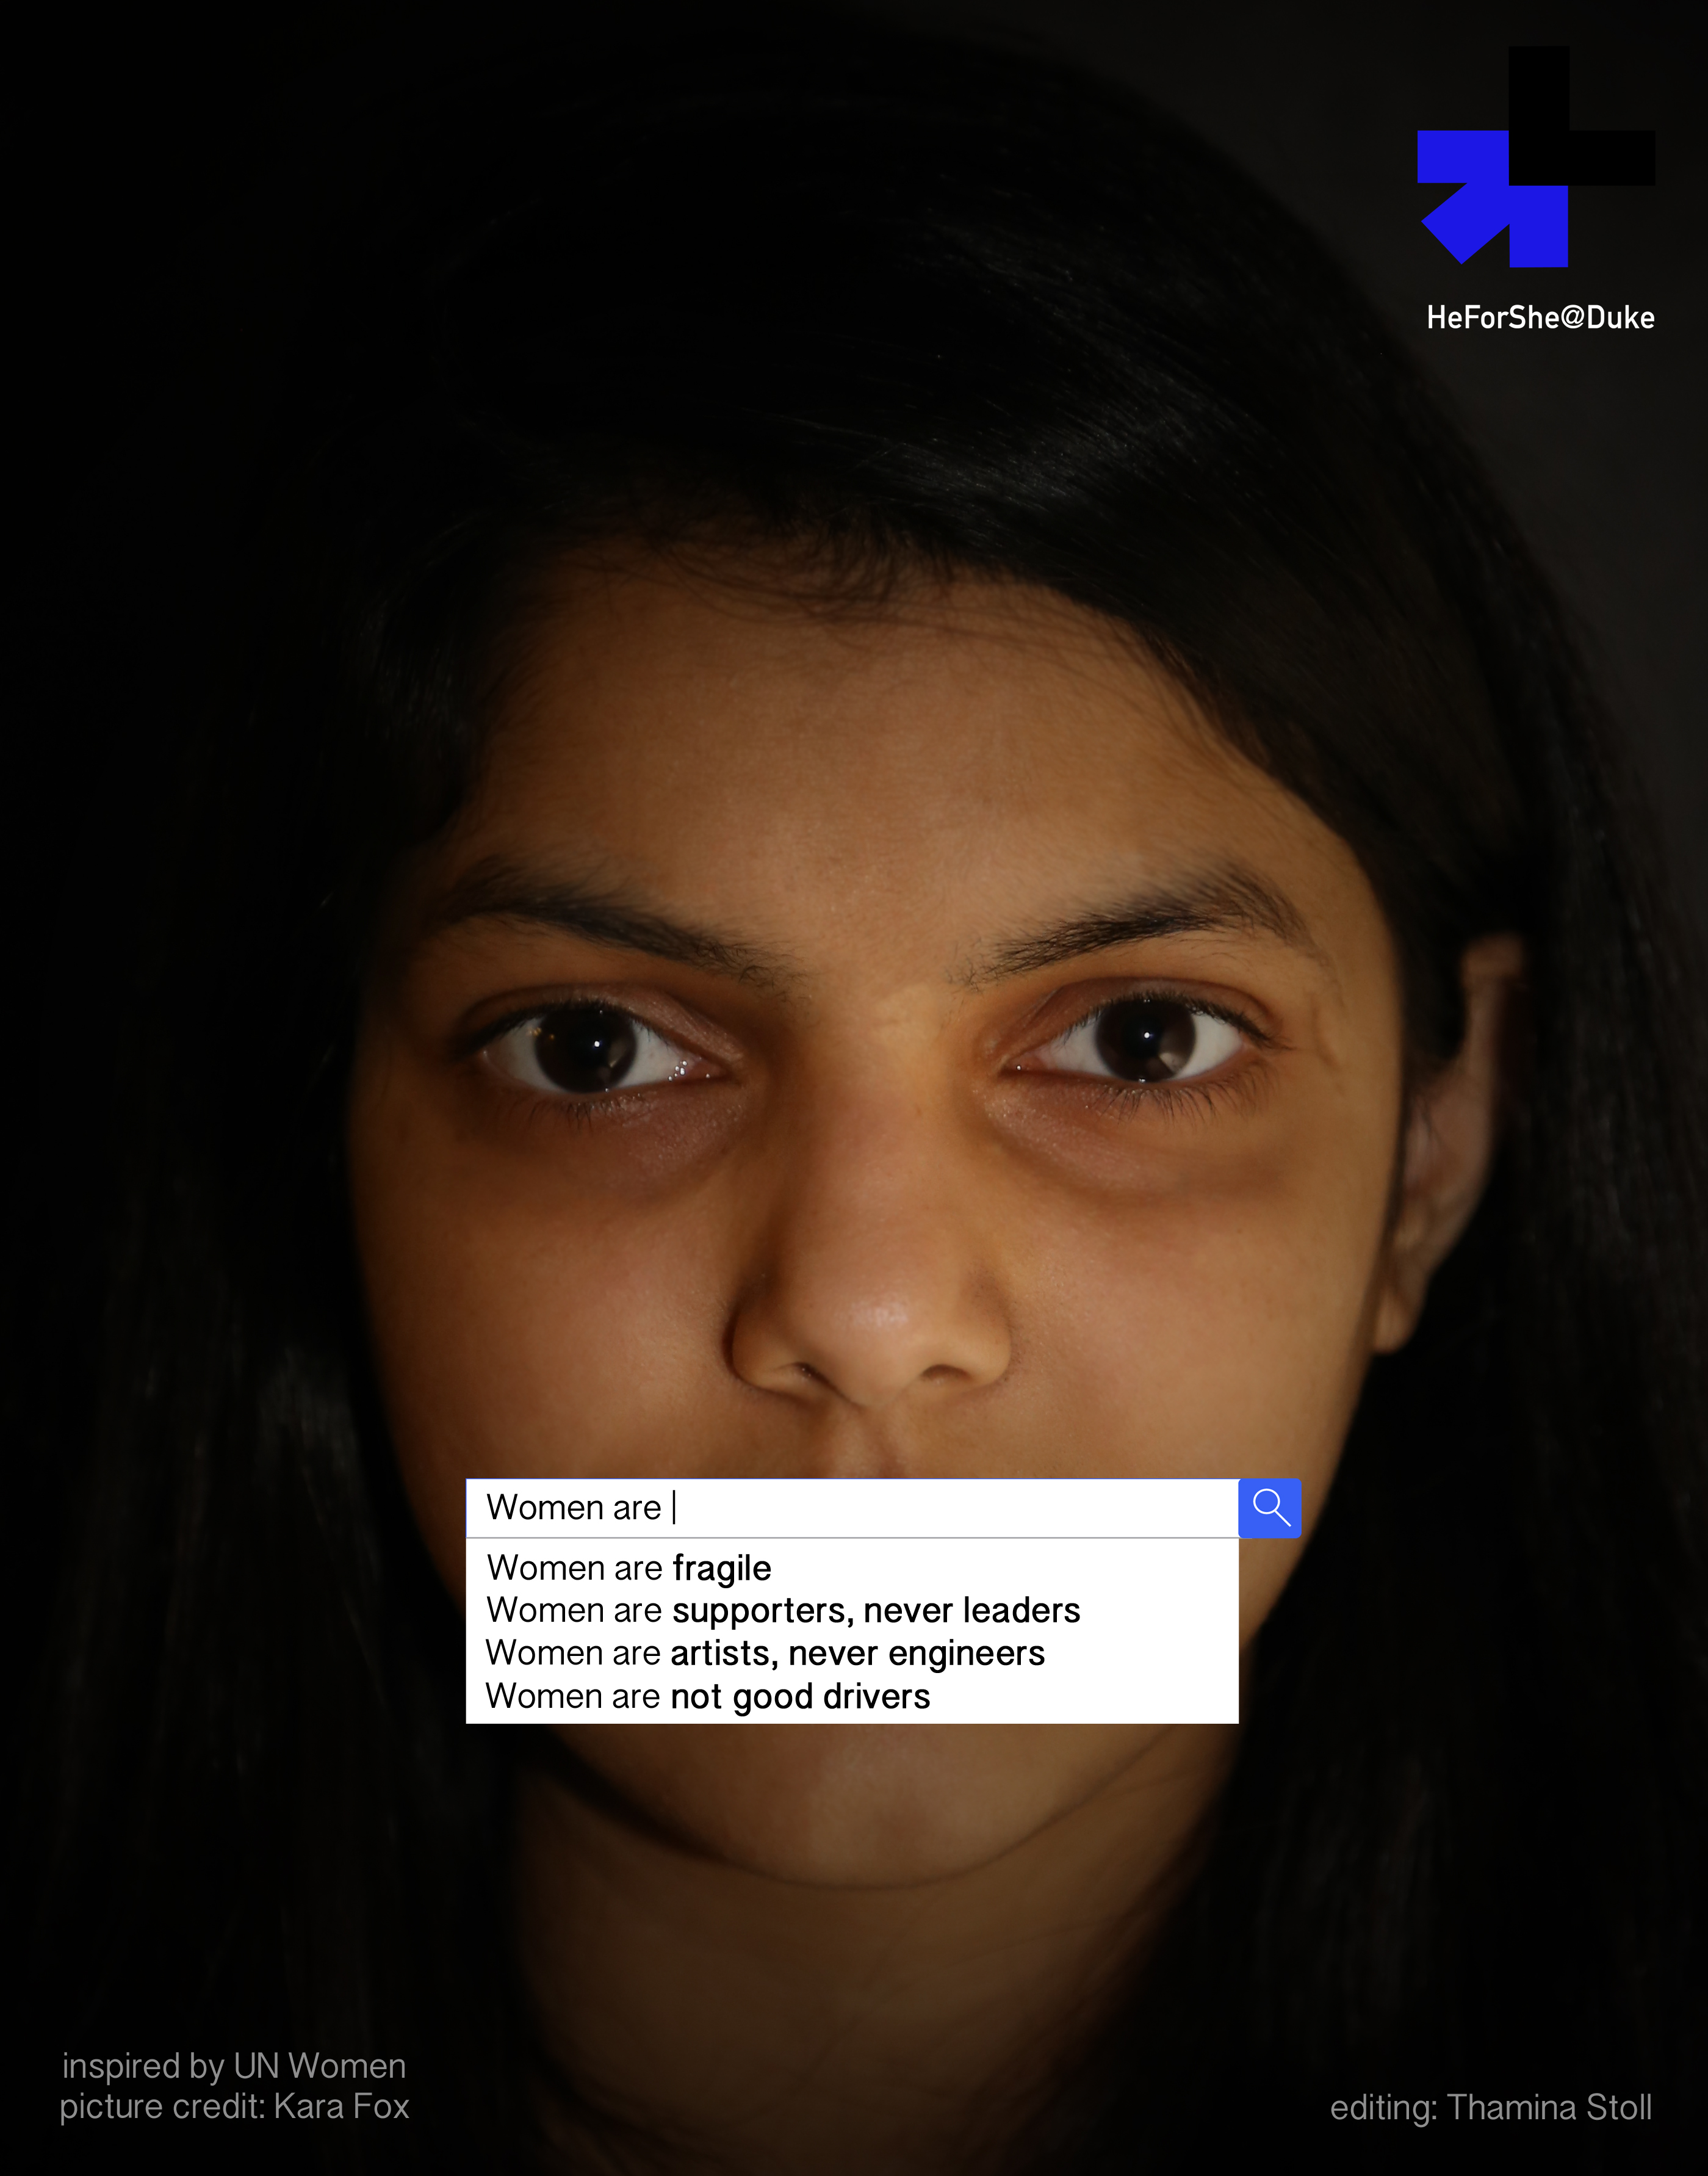 HeForShe@Duke
Women are
Women are fragile
Women are supporters, never leaders
Women are artists, never engineers
Women are not good drivers
inspired by UN Women
picture credit: Kara Fox
editing: Thamina Stoll